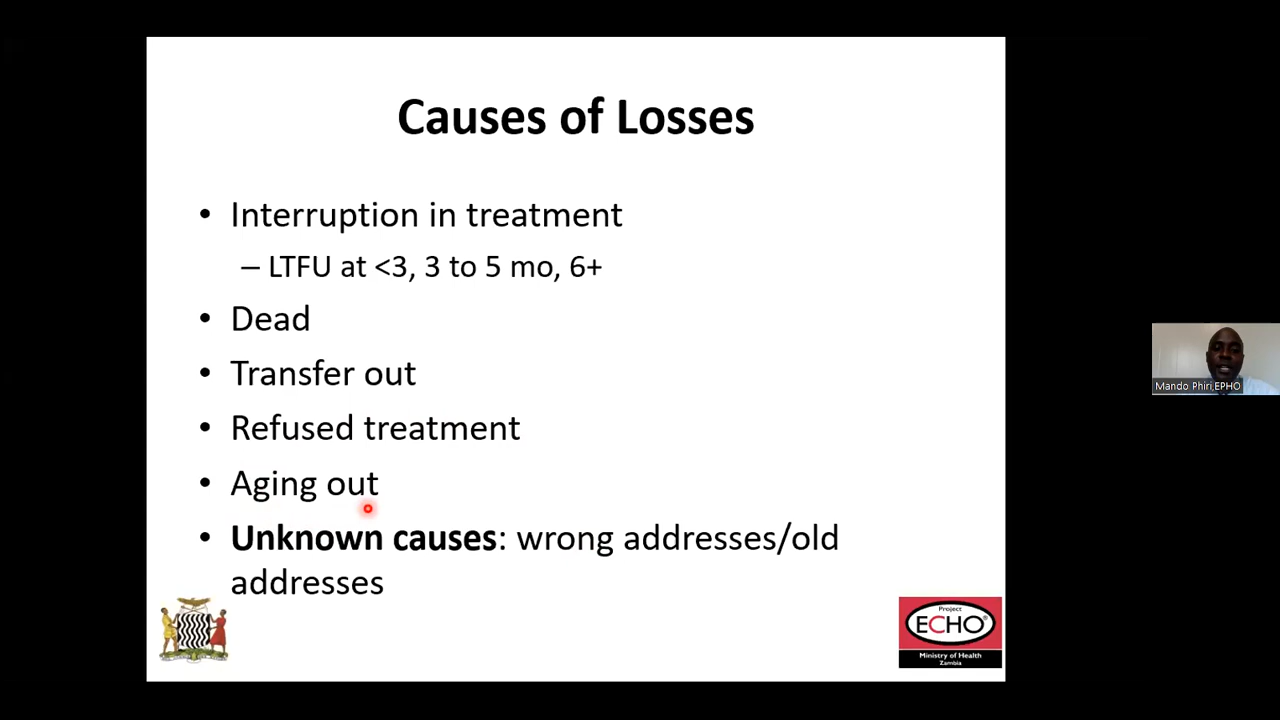 Causes of Losses
• Interruption in treatment
– LTFU at <3, 3 to 5 mo, 6+
• Dead
• Transfer out
• Refused treatment
• Aging out
• Unknown causes: wrong addresses/old
addresses
Project
ECHO®
Ministry of Health
Zambia
Mando Phiri,EPHO